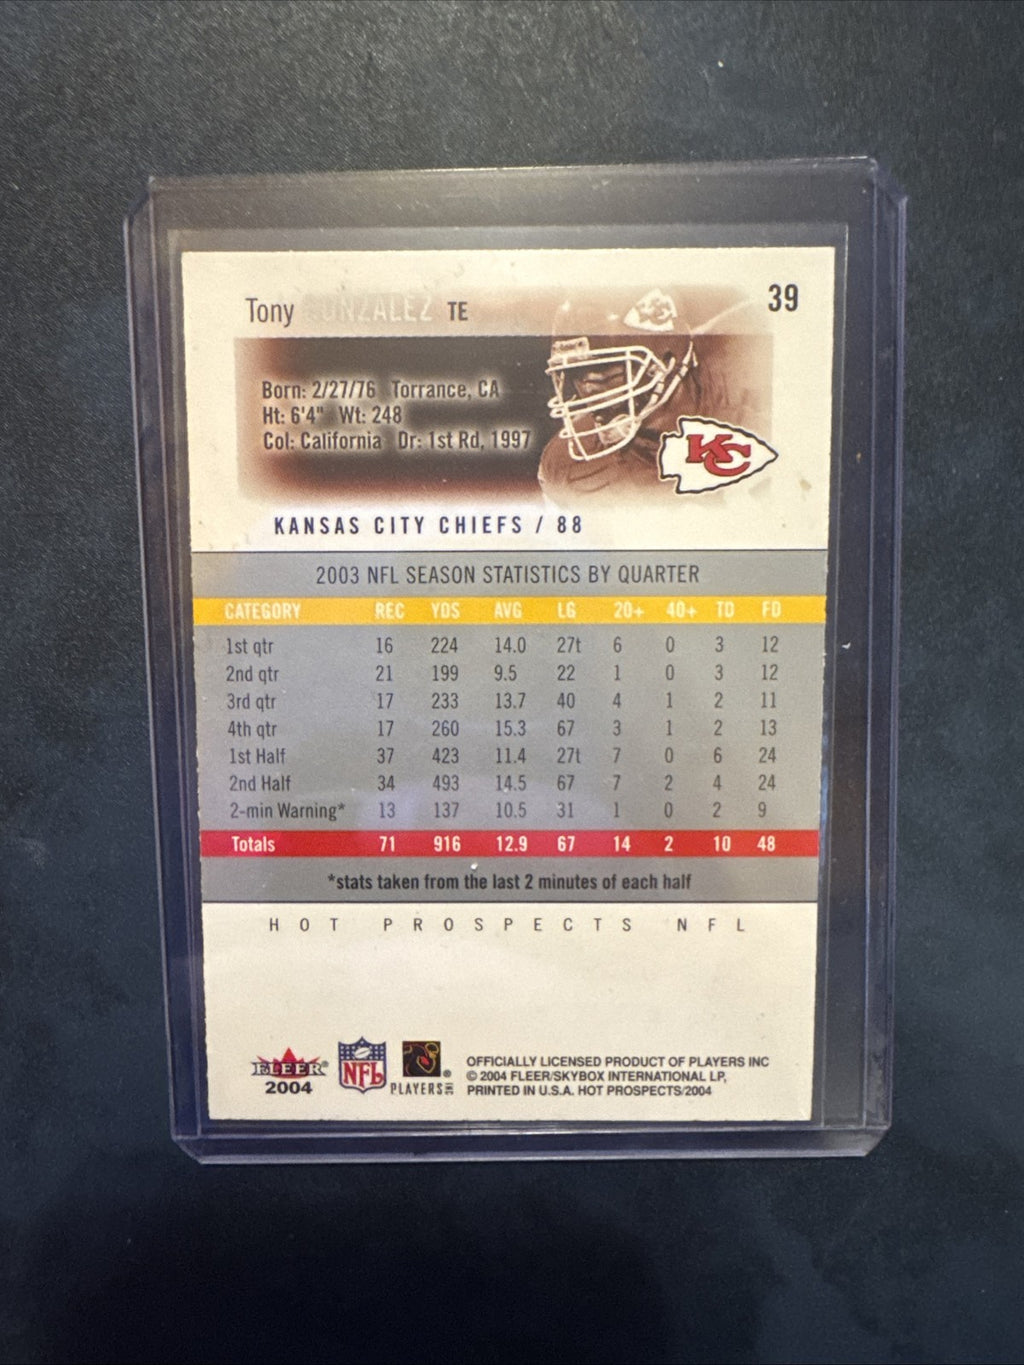 Tony GONZALEZ TE
39
Born: 2/27/76 Torrance, CA
Ht: 6'4" Wt: 248
Col: California Dr: 1st Rd, 1997
KC
KANSAS CITY CHIEFS / 88
2003 NFL SEASON STATISTICS BY QUARTER
CATEGORY REC YDS AVG LG 20+ 40+ TD FD
1st qtr 16 224 14.0 27t 6 0 3 12
2nd qtr 21 199 9.5 22 1 0 3 12
3rd qtr 17 233 13.7 40 4 1 2 11
4th qtr 17 260 15.3 67 3 1 2 13
1st Half 37 423 11.4 27t 7 0 6 24
2nd Half 34 493 14.5 67 7 2 4 24
2-min Warning* 13 137 10.5 31 1 0 2 9
Totals 71 916 12.9 67 14 2 10 48
*stats taken from the last 2 minutes of each half
HOT PROSPECTS NFL
FLEER®
2004
NFL
PLAYERS INC ®
OFFICIALLY LICENSED PRODUCT OF PLAYERS INC
© 2004 FLEER/SKYBOX INTERNATIONAL LP,
PRINTED IN U.S.A. HOT PROSPECTS/2004